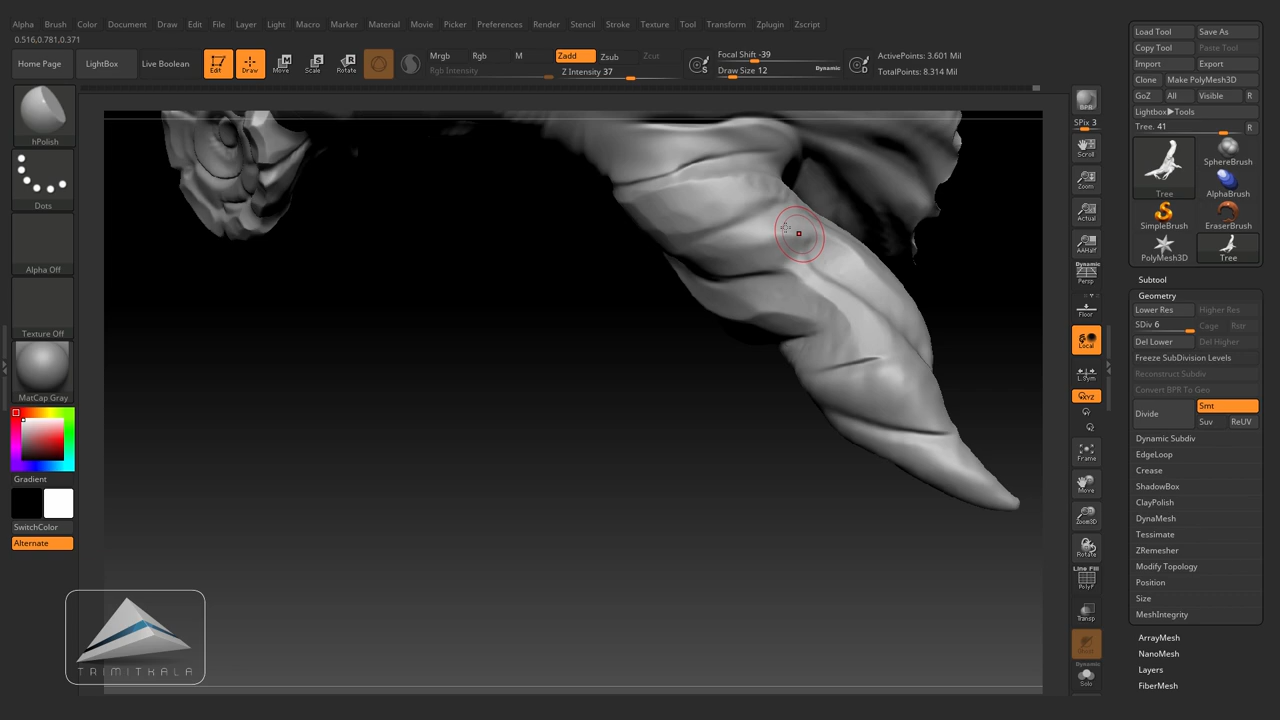 Alpha Brush Color Document Draw Edit File Layer Light Macro Marker Material Movie Picker Preferences Render Stencil Stroke Texture Tool Transform Zplugin Zscript
0.516,0.781,0.371
Home Page LightBox Live Boolean Edit Draw Move Scale Rotate
Mrgb Rgb M Zadd Zsub Zcut
Rgb Intensity Z Intensity 37
Focal Shift -39
Draw Size 12 Dynamic
S D
ActivePoints: 3.601 Mil
TotalPoints: 8.314 Mil
hPolish
Dots
Alpha Off
Texture Off
MatCap Gray
Gradient
SwitchColor
Alternate
TRIMITKALA
BPR
SPix 3
Scroll
Zoom
Actual
AAHalf
Dynamic
Persp
Floor
Local
L.Sym
XYZ
Frame
Move
Zoom3D
Rotate
Line Fill
PolyF
Transp
Dynamic
Solo
Load Tool Save As
Copy Tool Paste Tool
Import Export
Clone Make PolyMesh3D
GoZ All Visible R
Lightbox▶Tools
Tree. 41 R
Tree SphereBrush
AlphaBrush
SimpleBrush EraserBrush
PolyMesh3D Tree
Subtool
Geometry
Lower Res Higher Res
SDiv 6 Cage Rstr
Del Lower Del Higher
Freeze SubDivision Levels
Reconstruct Subdiv
Convert BPR To Geo
Divide Smt
Suv ReUV
Dynamic Subdiv
EdgeLoop
Crease
ShadowBox
ClayPolish
DynaMesh
Tessimate
ZRemesher
Modify Topology
Position
Size
MeshIntegrity
ArrayMesh
NanoMesh
Layers
FiberMesh